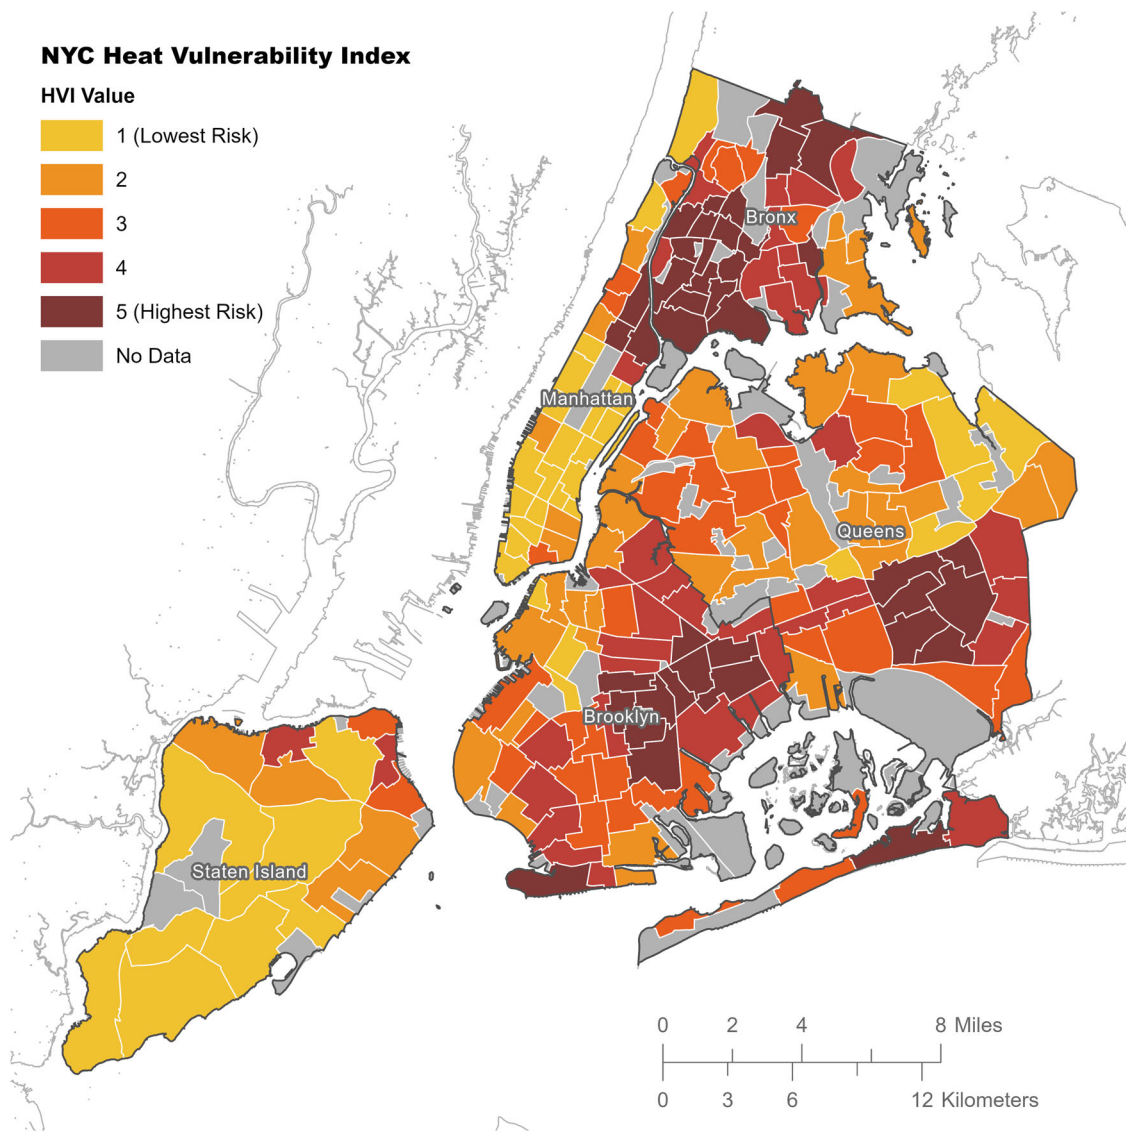 NYC Heat Vulnerability Index
HVI Value
1 (Lowest Risk)
2
3
4
5 (Highest Risk)
No Data
Bronx
Manhattan
Queens
Brooklyn
Staten Island
0 2 4 8 Miles
0 3 6 12 Kilometers